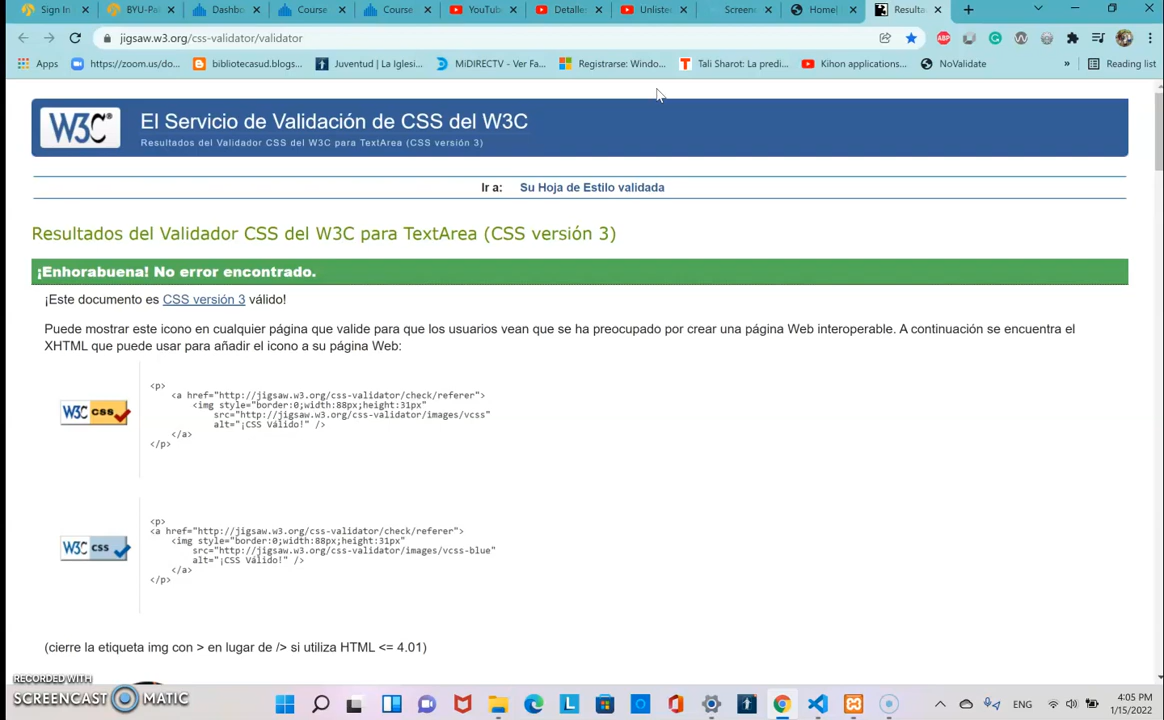 Sign In
BYU-Pa
Dashbo
Course
Course
YouTu
Detalle
Unliste
Screen
Home|
Resulta
jigsaw.w3.org/css-validator/validator
Apps
https://zoom.us/do...
bibliotecasud.blogs...
Juventud | La Iglesi...
MiDIRECTV - Ver Fa...
Registrarse: Windo...
Tali Sharot: La predi...
Kihon applications...
NoValidate
»
Reading list
W3C®
El Servicio de Validación de CSS del W3C
Resultados del Validador CSS del W3C para TextArea (CSS versión 3)
Ir a: Su Hoja de Estilo validada
Resultados del Validador CSS del W3C para TextArea (CSS versión 3)
¡Enhorabuena! No error encontrado.
¡Este documento es CSS versión 3 válido!
Puede mostrar este icono en cualquier página que valide para que los usuarios vean que se ha preocupado por crear una página Web interoperable. A continuación se encuentra el
XHTML que puede usar para añadir el icono a su página Web:
W3C css
<p>
<a href="http://jigsaw.w3.org/css-validator/check/referer">
<img style="border:0;width:88px;height:31px"
src="http://jigsaw.w3.org/css-validator/images/vcss"
alt="¡CSS Válido!" />
</a>
</p>
W3C css
<p>
<a href="http://jigsaw.w3.org/css-validator/check/referer">
<img style="border:0;width:88px;height:31px"
src="http://jigsaw.w3.org/css-validator/images/vcss-blue"
alt="¡CSS Válido!" />
</a>
</p>
(cierre la etiqueta img con > en lugar de /> si utiliza HTML <= 4.01)
RECORDED WITH
SCREENCAST MATIC
ENG
4:05 PM
1/15/2022